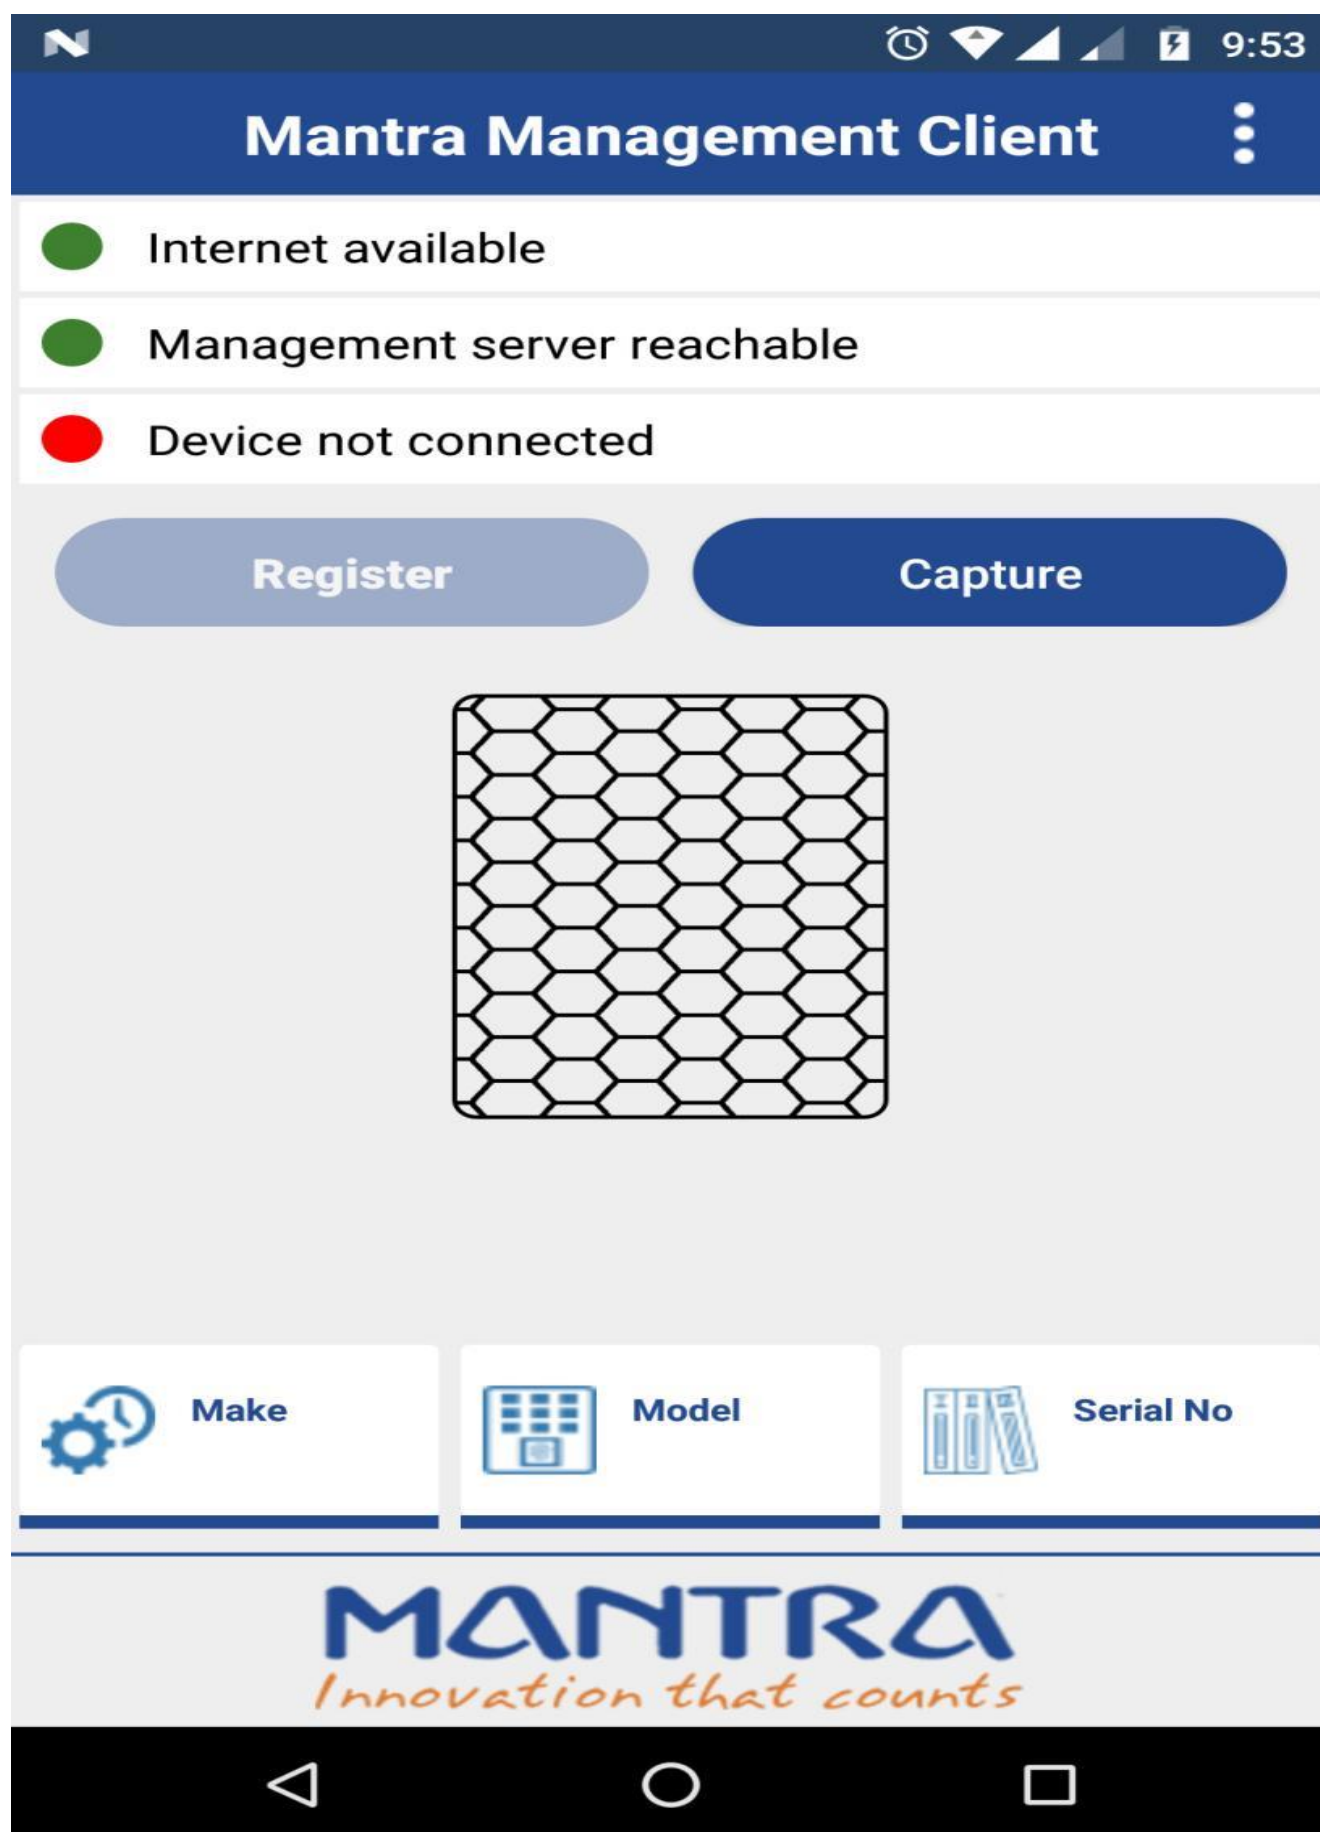 9:53
Mantra Management Client
Internet available
Management server reachable
Device not connected
Register
Capture
Make
Model
Serial No
MANTRA
Innovation that counts